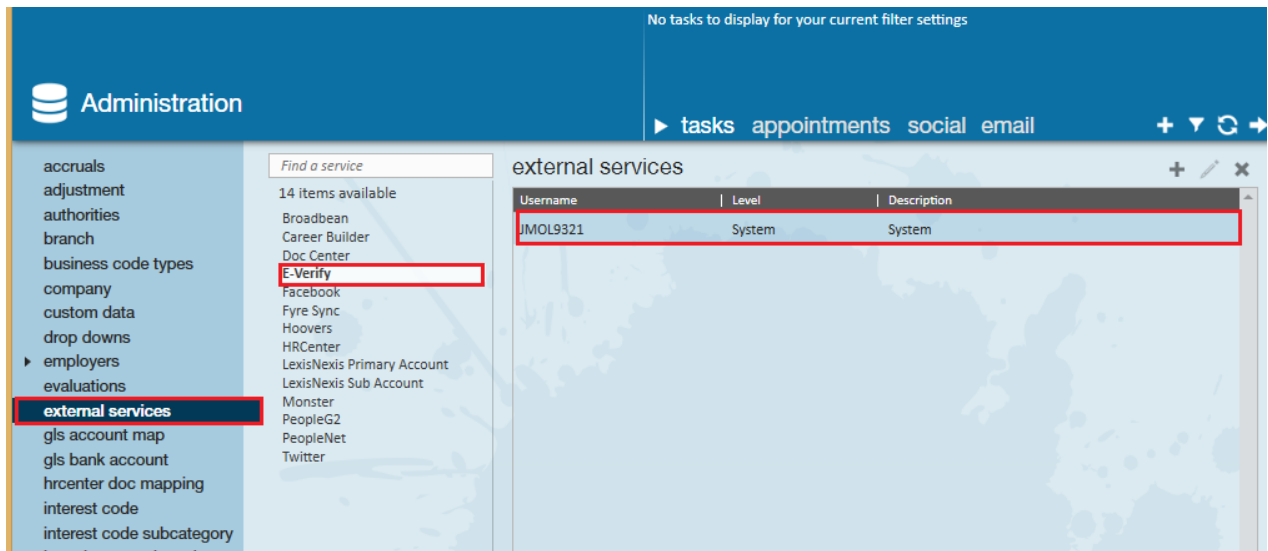 No tasks to display for your current filter settings
Administration
tasks appointments social email
accruals
adjustment
authorities
branch
business code types
company
custom data
drop downs
employers
evaluations
external services
gls account map
gls bank account
hrcenter doc mapping
interest code
interest code subcategory
Find a service
14 items available
Broadbean
Career Builder
Doc Center
E-Verify
Facebook
Fyre Sync
Hoovers
HRCenter
LexisNexis Primary Account
LexisNexis Sub Account
Monster
PeopleG2
PeopleNet
Twitter
external services
Username | Level | Description
JMOL9321 System System